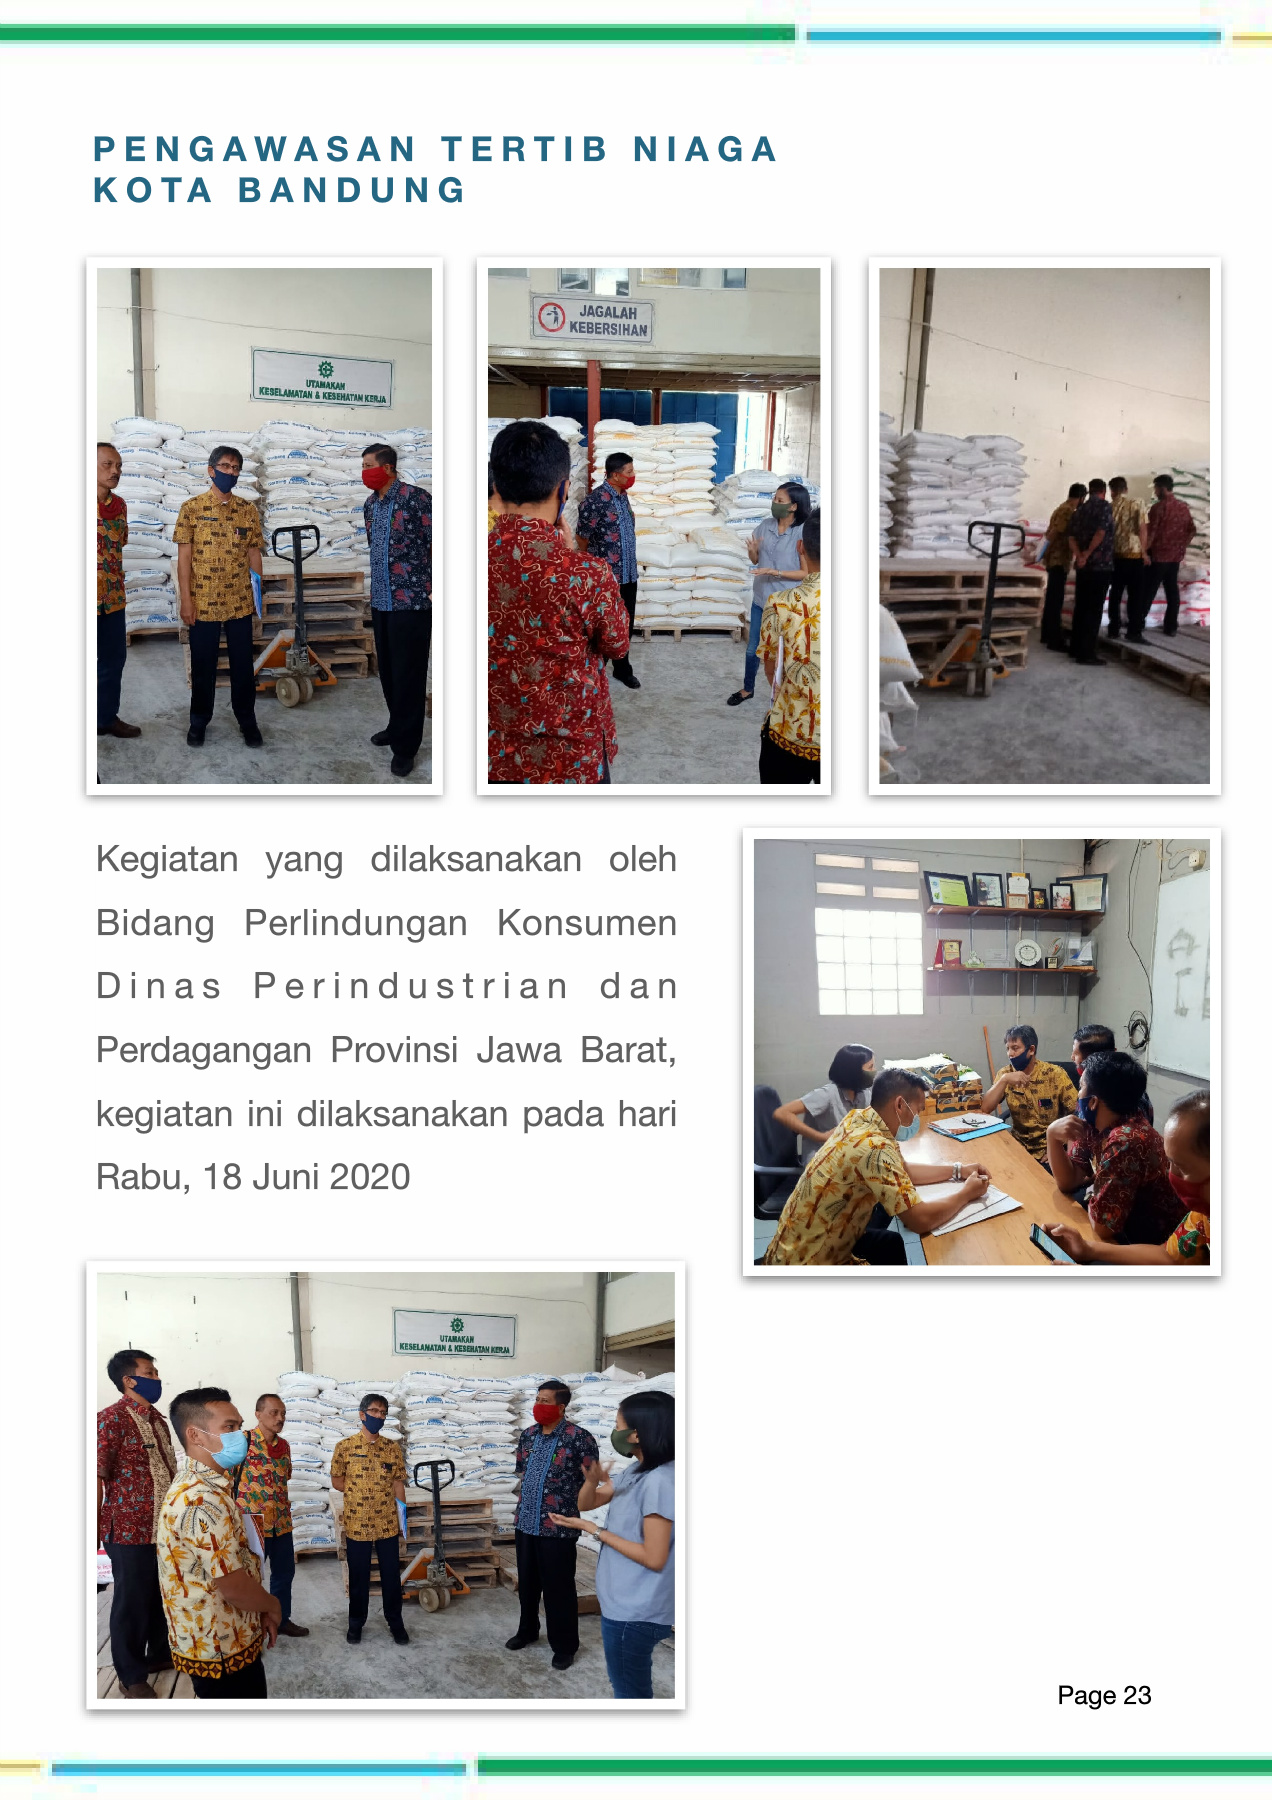 PENGAWASAN TERTIB NIAGA
KOTA BANDUNG
UTAMAKAN
KESELAMATAN & KESEHATAN KERJA
JAGALAH
KEBERSIHAN
Kegiatan yang dilaksanakan oleh
Bidang Perlindungan Konsumen
Dinas Perindustrian dan
Perdagangan Provinsi Jawa Barat,
kegiatan ini dilaksanakan pada hari
Rabu, 18 Juni 2020
UTAMAKAN
KESELAMATAN & KESEHATAN KERJA
Page 23